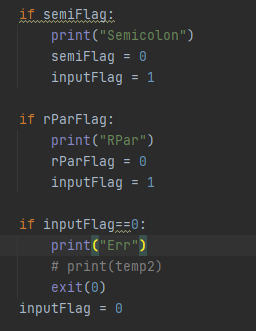 if semiFlag:
    print("Semicolon")
    semiFlag = 0
    inputFlag = 1
if rParFlag:
    print("RPar")
    rParFlag = 0
    inputFlag = 1
if inputFlag==0:
    print("Err")
    # print(temp2)
    exit(0)
inputFlag = 0